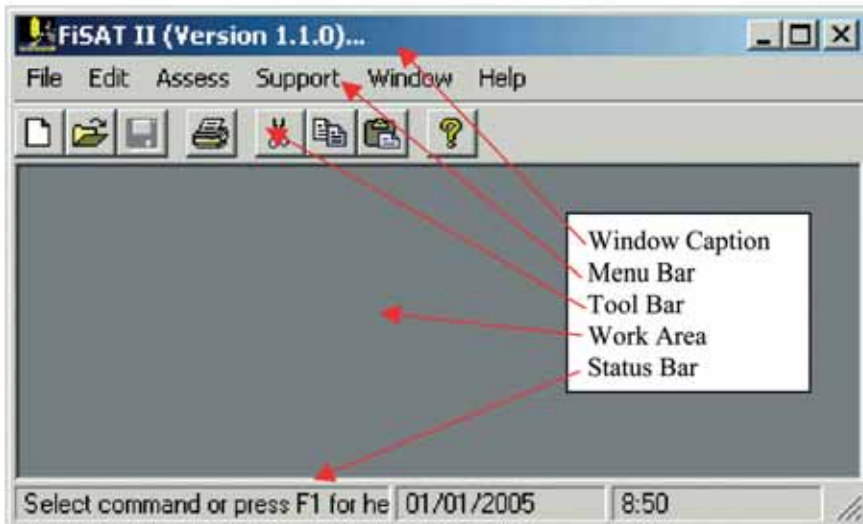 FiSAT II (Version 1.1.0)...
File Edit Assess Support Window Help
Window Caption
Menu Bar
Tool Bar
Work Area
Status Bar
Select command or press F1 for he 01/01/2005 8:50